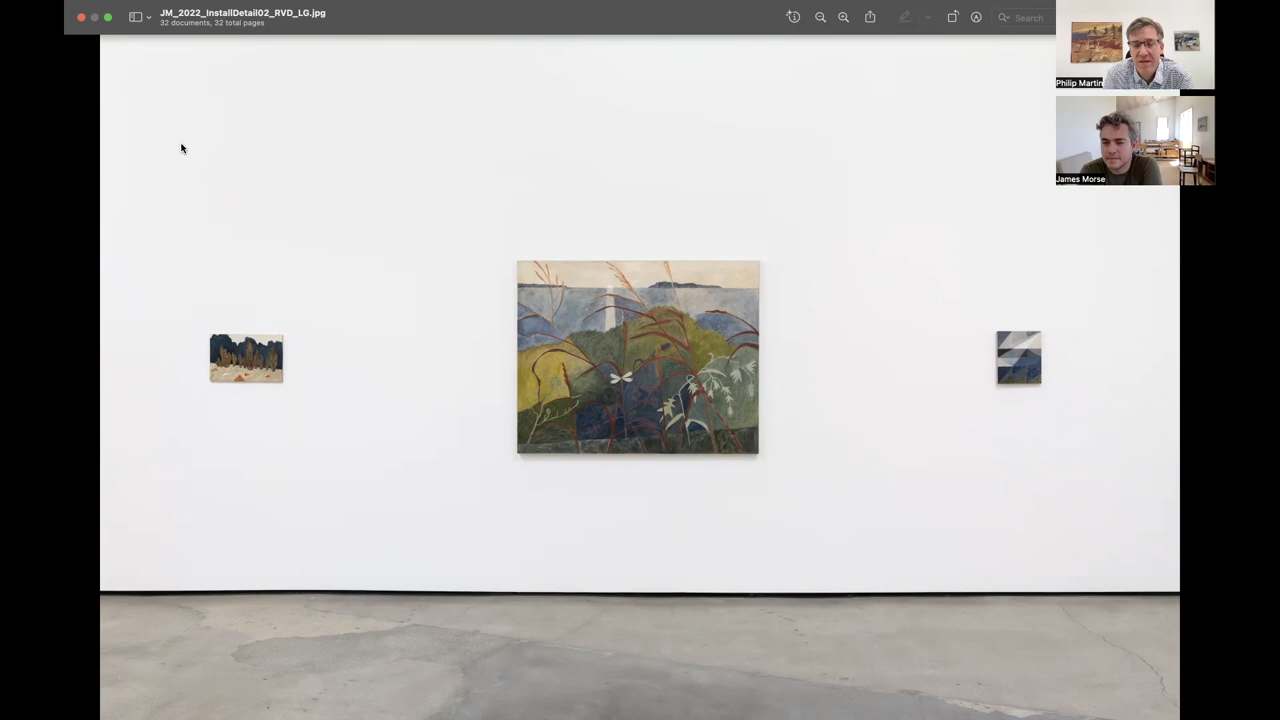 JM_2022_InstallDetail02_RVD_LG.jpg
32 documents, 32 total pages
Search
Philip Martin
James Morse